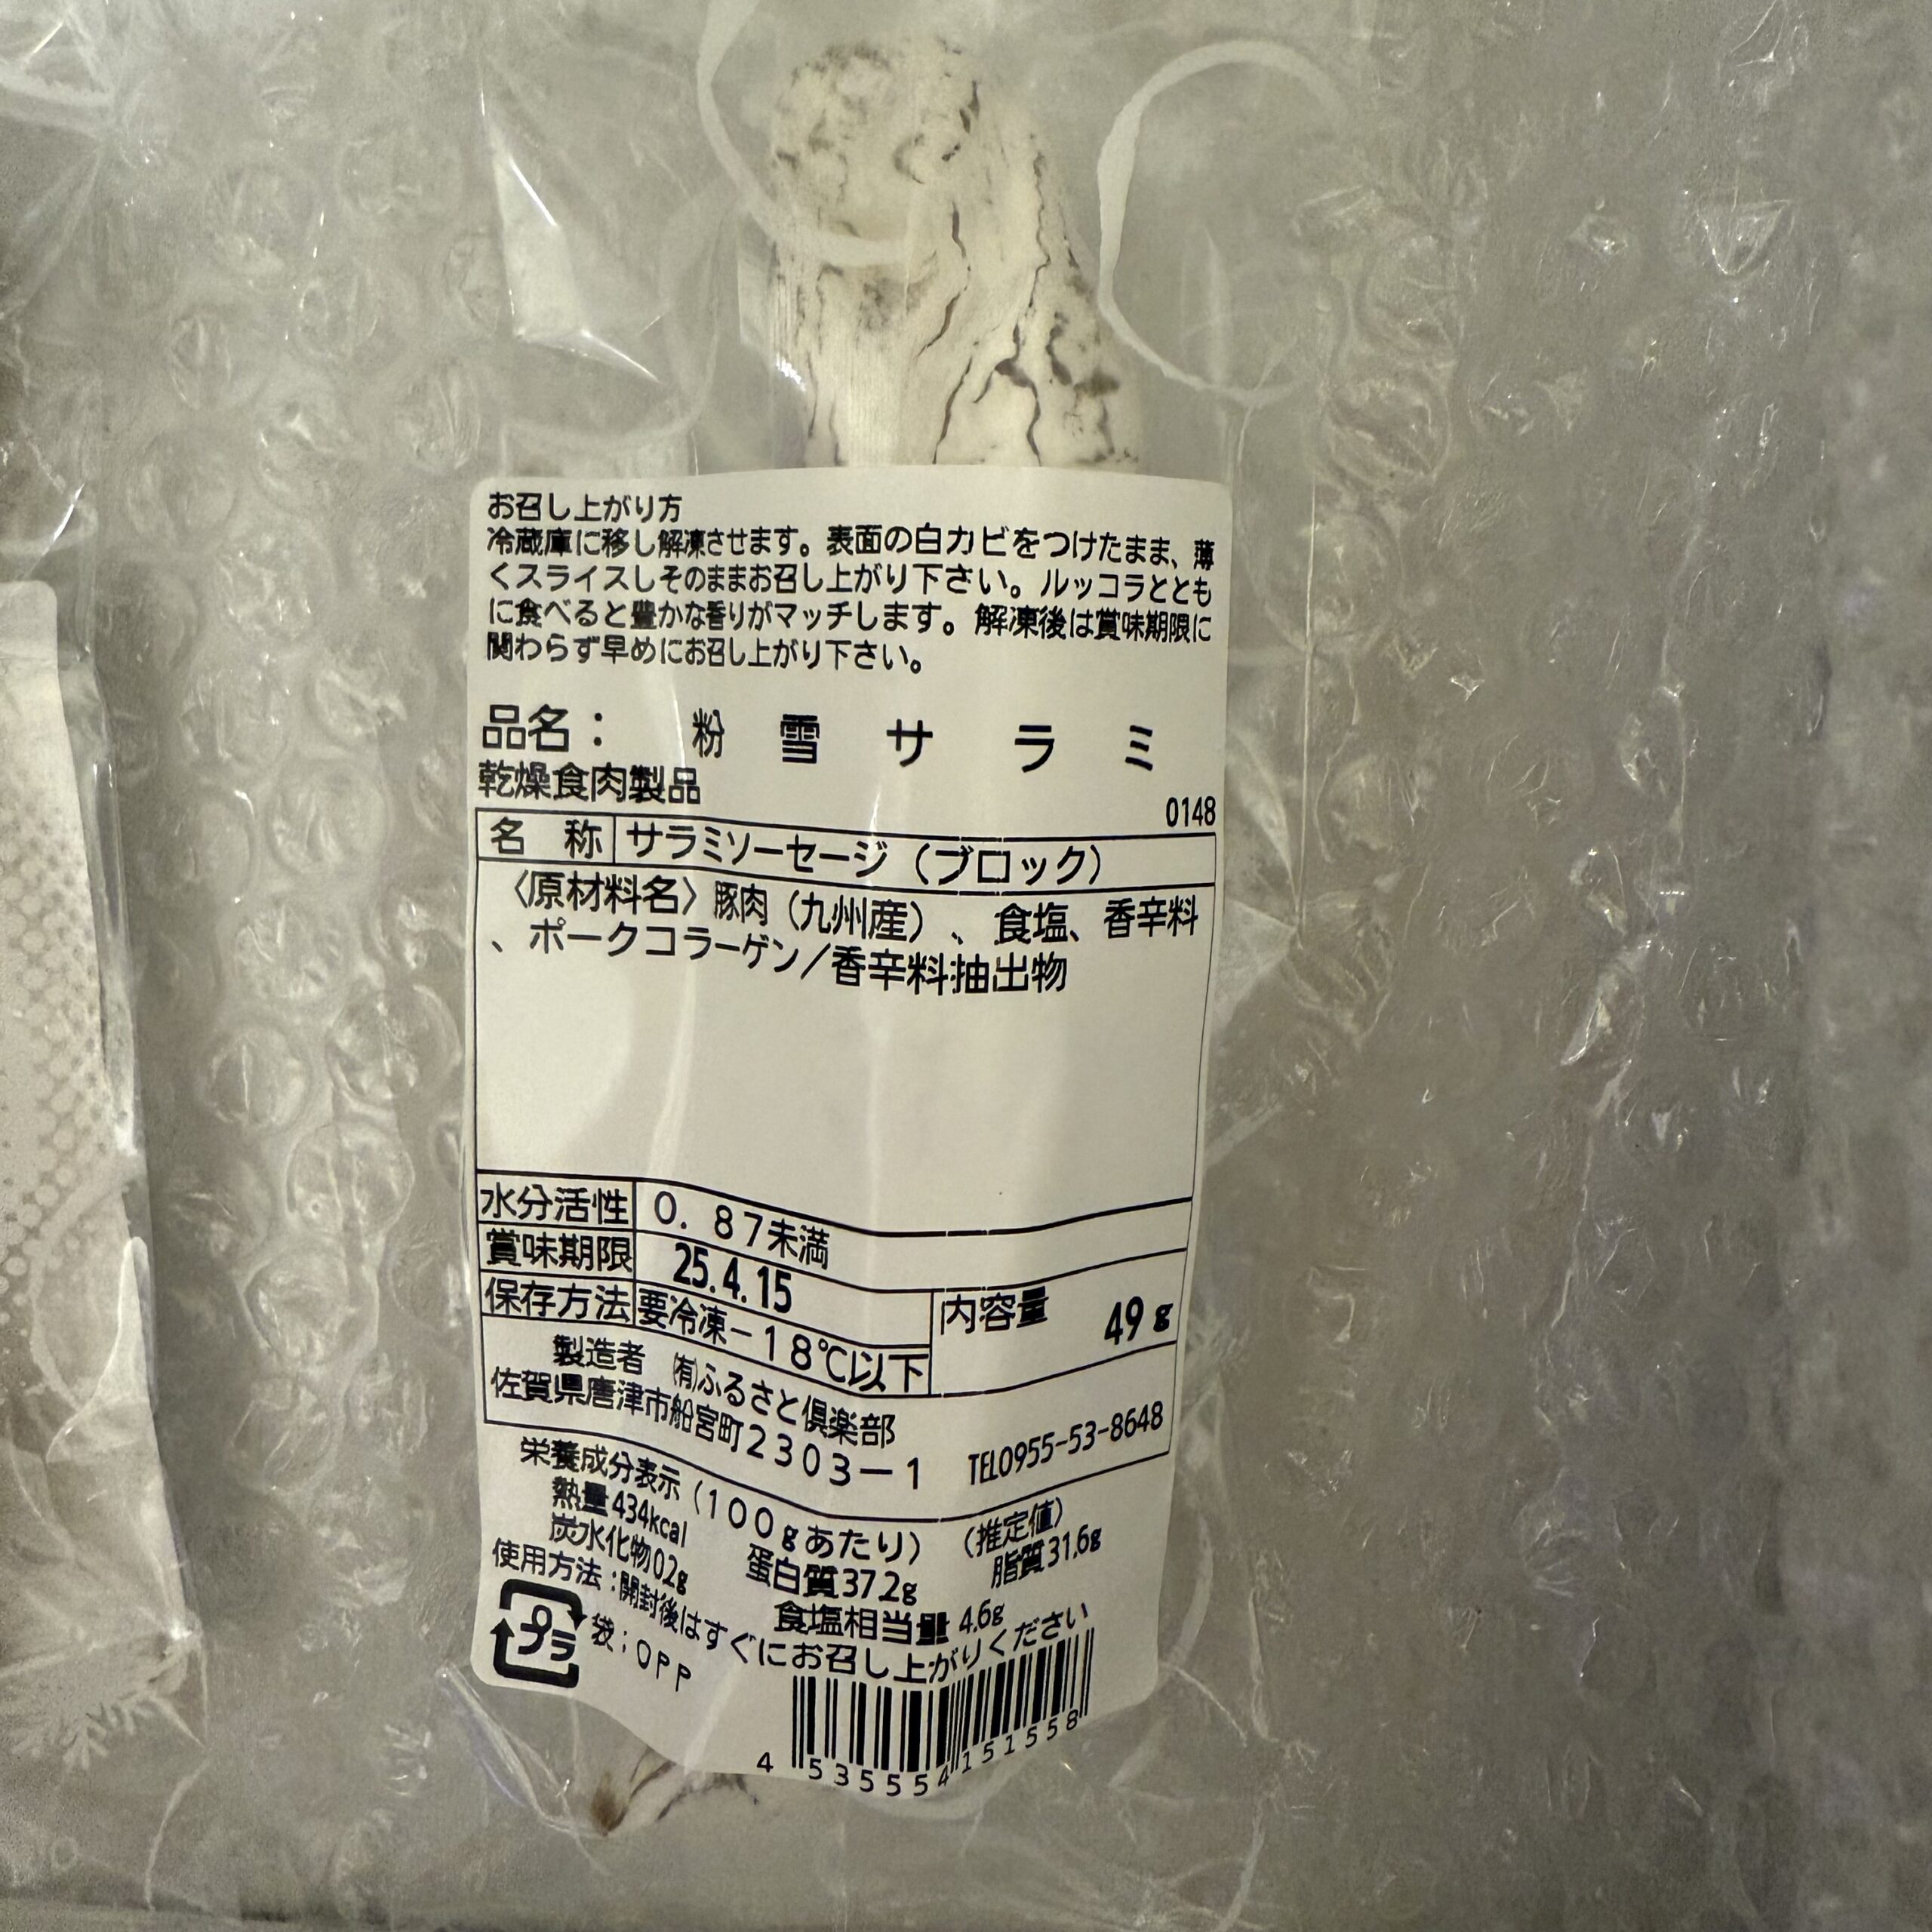 お召し上がり方
冷蔵庫に移し解凍させます。表面の白カビをつけたまま、薄
くスライスしそのままお召し上がり下さい。ルッコラととも
に食べると豊かな香りがマッチします。解凍後は賞味期限に
関わらず早めにお召し上がり下さい。
品名： 粉雪サラミ
乾燥食肉製品
0148
名称 サラミソーセージ（ブロック）
〈原材料名〉豚肉（九州産）、食塩、香辛料
、ポークコラーゲン/香辛料抽出物
水分活性 0.87未満
賞味期限 25.4.15
保存方法 要冷凍-18℃以下 内容量 49g
製造者 ㈲ふるさと倶楽部
佐賀県唐津市船宮町2303-1 TEL0955-53-8648
栄養成分表示（100gあたり）（推定値）
熱量434kcal 蛋白質37.2g 脂質31.6g
炭水化物0.2g 食塩相当量4.6g
使用方法：開封後はすぐにお召し上がりください
プラ 袋：OPP
4 535554 151558